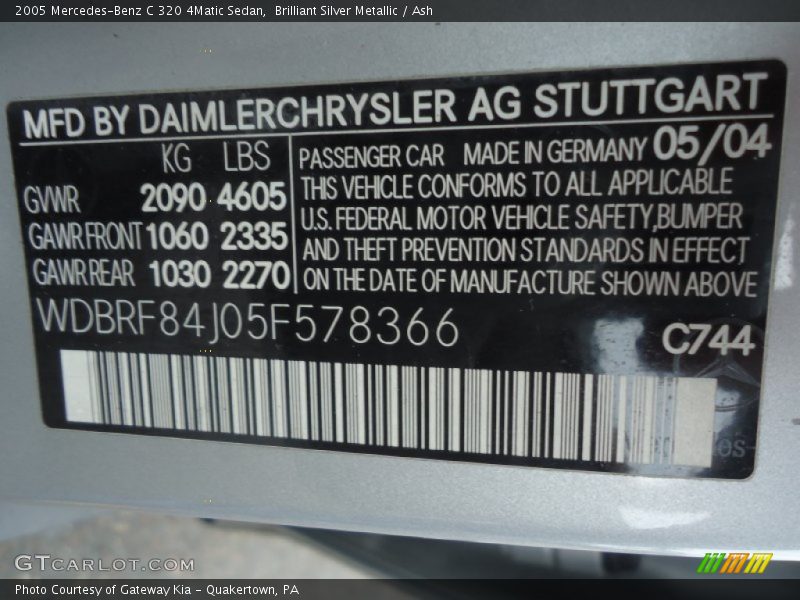 2005 Mercedes-Benz C 320 4Matic Sedan,  Brilliant Silver Metallic / Ash
MFD BY DAIMLERCHRYSLER AG STUTTGART
KG LBS
GVWR 2090 4605
GAWR FRONT 1060 2335
GAWR REAR 1030 2270
PASSENGER CAR MADE IN GERMANY 05/04
THIS VEHICLE CONFORMS TO ALL APPLICABLE
U.S. FEDERAL MOTOR VEHICLE SAFETY, BUMPER
AND THEFT PREVENTION STANDARDS IN EFFECT
ON THE DATE OF MANUFACTURE SHOWN ABOVE
WDBRF84J05F578366
C744
GTCARLOT.COM
Photo Courtesy of Gateway Kia - Quakertown, PA